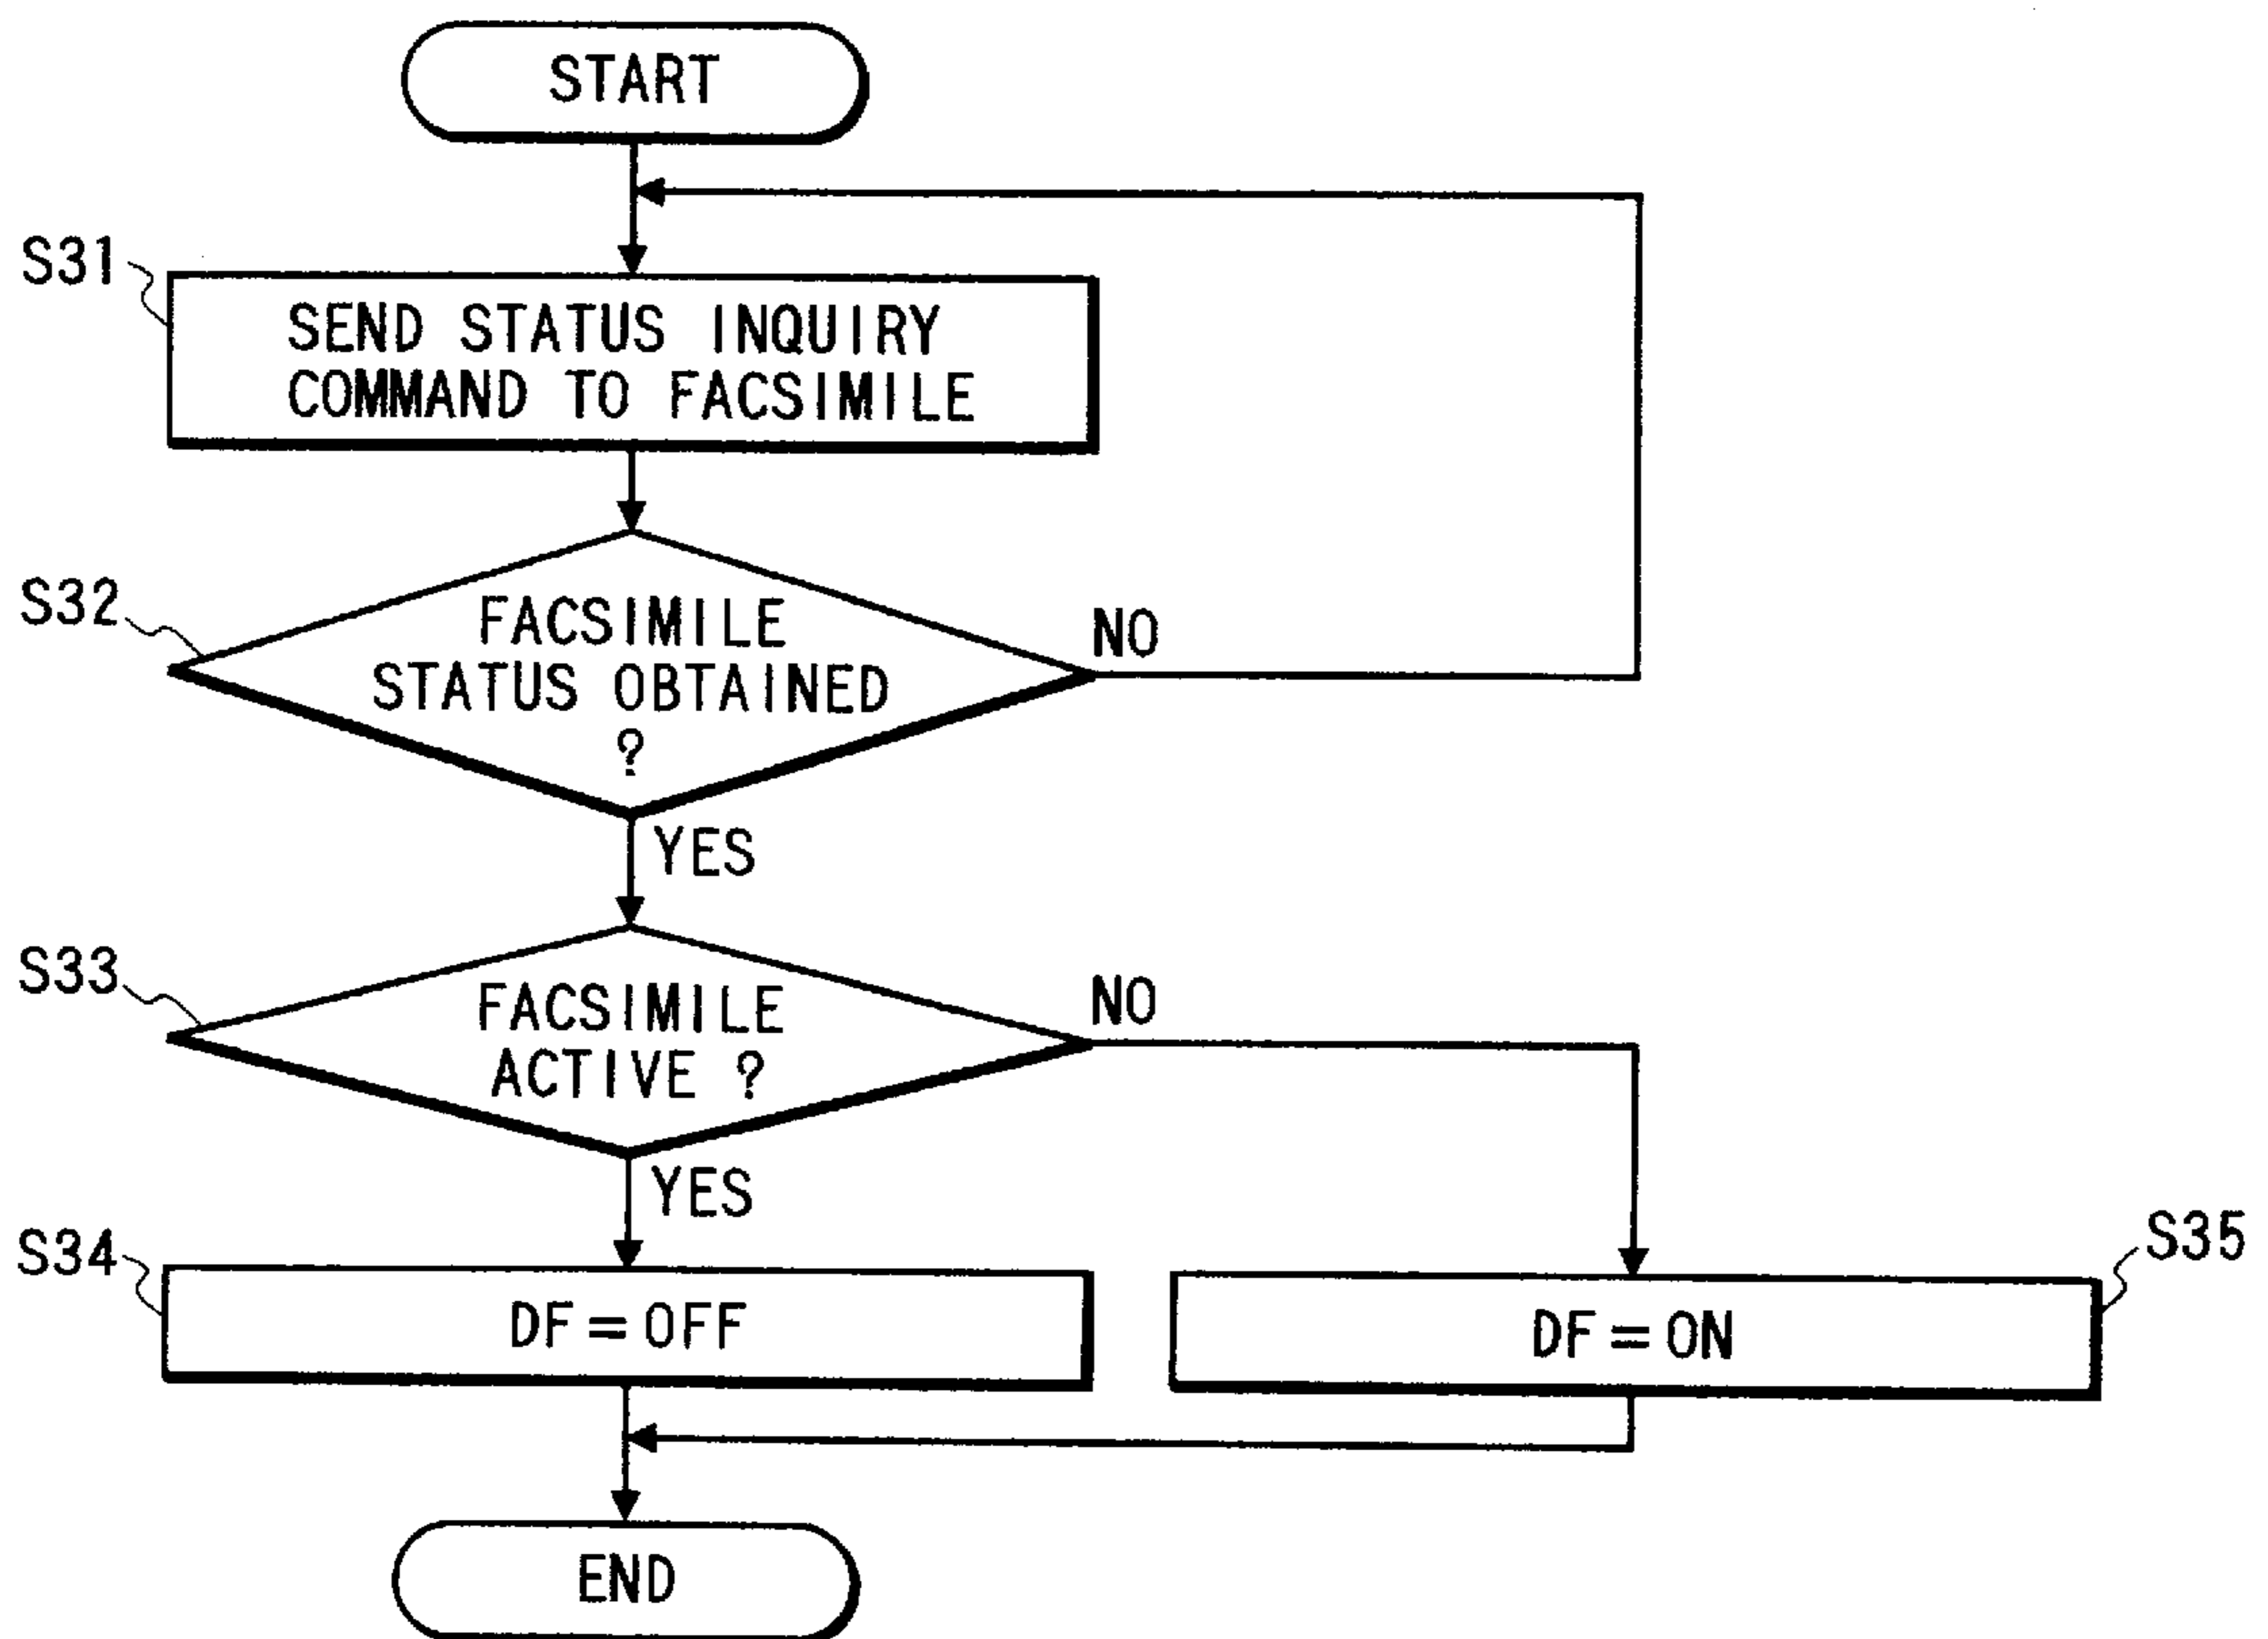 START
S31
SEND STATUS INQUIRY
COMMAND TO FACSIMILE
S32
FACSIMILE
STATUS OBTAINED
?
NO
YES
S33
FACSIMILE
ACTIVE ?
NO
YES
S34
DF=OFF
S35
DF=ON
END